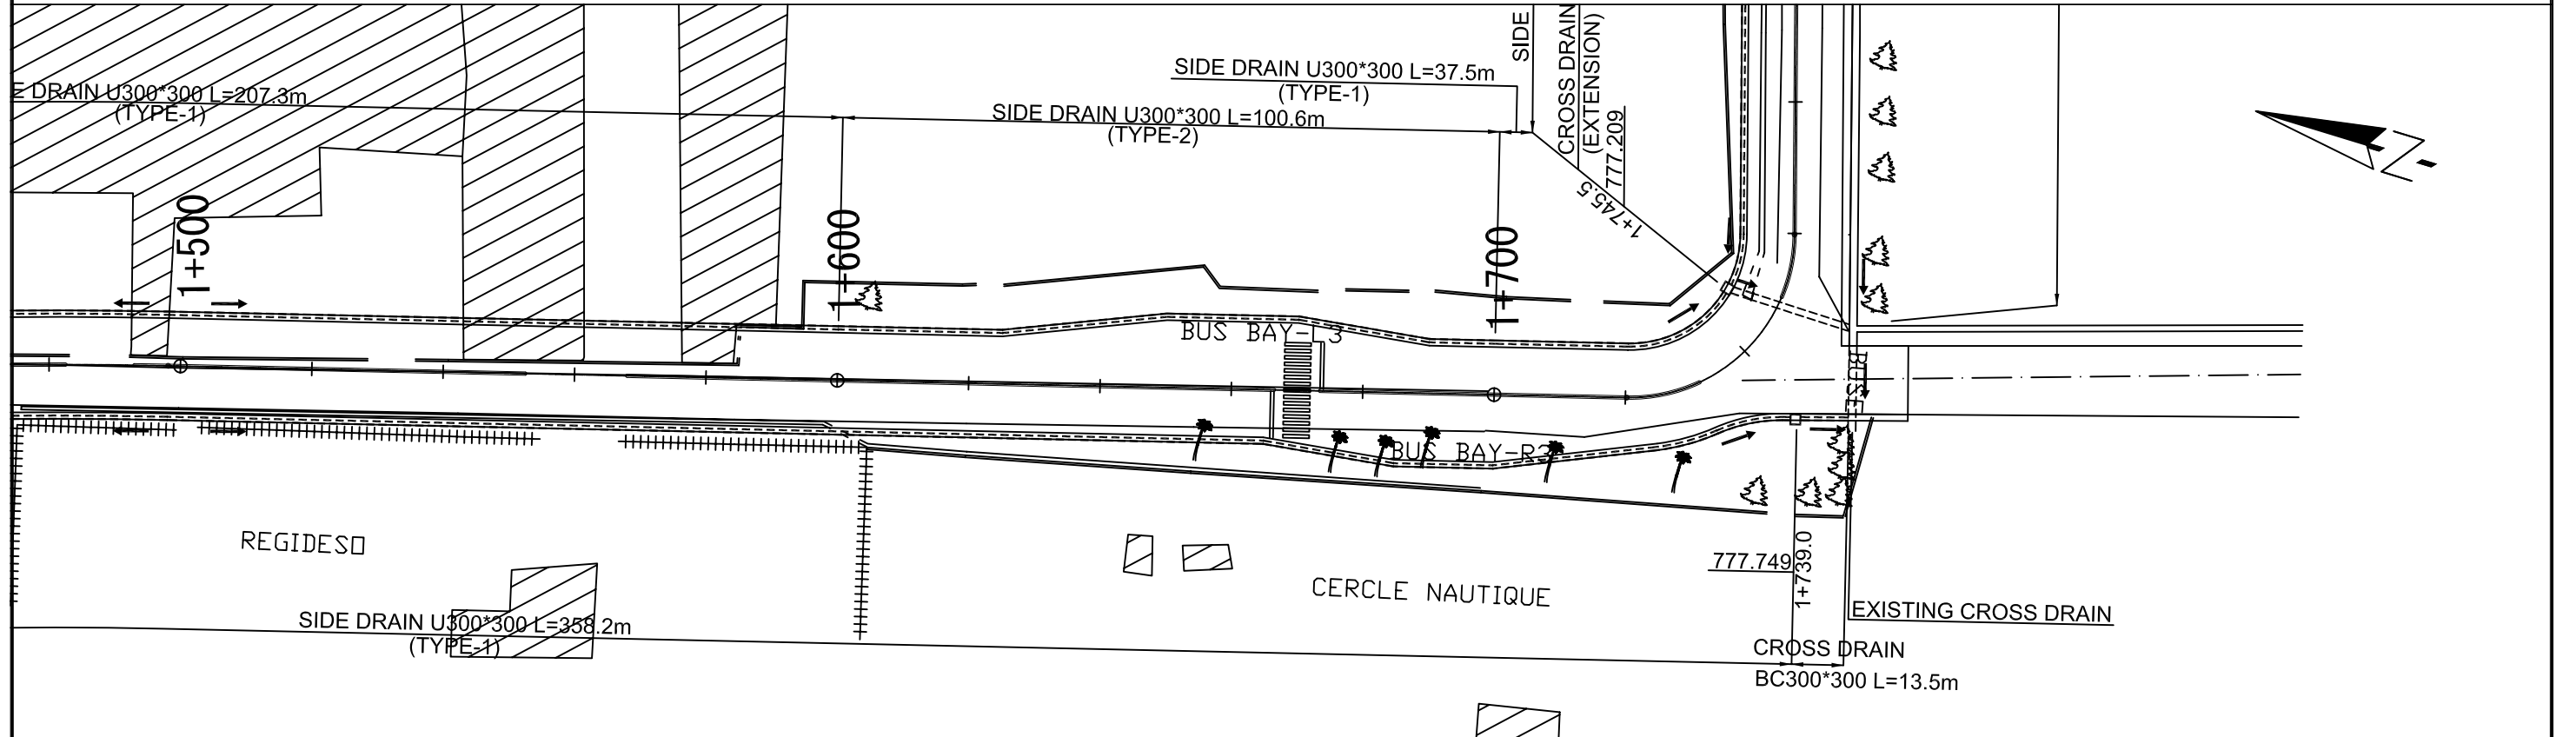 SIDE
CROSS DRAIN
(EXTENSION)
SIDE DRAIN U300*300 L=37.5m
(TYPE-1)
E DRAIN U300*300 L=207.3m
(TYPE-1)
SIDE DRAIN U300*300 L=100.6m
(TYPE-2)
777.209
1+745.5
1+500
1+600
1+700
BUS BAY-L3
BUS BAY-R3
REGIDESO
CERCLE NAUTIQUE
777.749
1+739.0
SIDE DRAIN U300*300 L=358.2m
(TYPE-1)
EXISTING CROSS DRAIN
CROSS DRAIN
BC300*300 L=13.5m